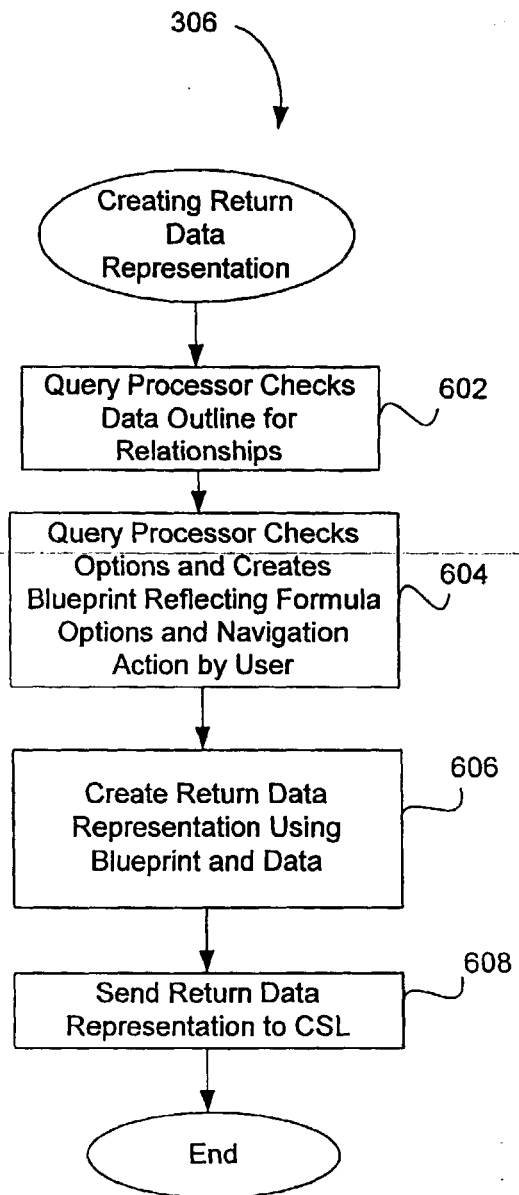 306
Creating Return
Data
Representation
Query Processor Checks
Data Outline for
Relationships
602
Query Processor Checks
Options and Creates
Blueprint Reflecting Formula
Options and Navigation
Action by User
604
Create Return Data
Representation Using
Blueprint and Data
606
Send Return Data
Representation to CSL
608
End